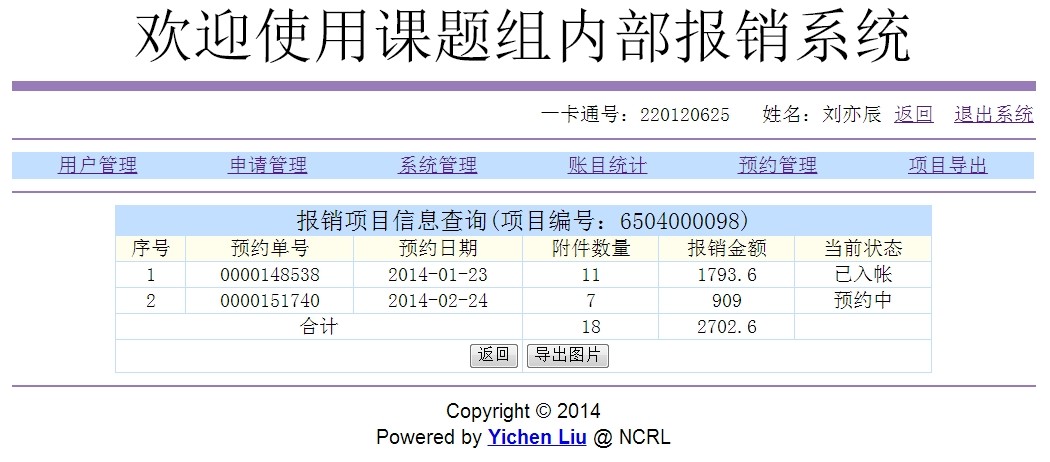 欢迎使用课题组内部报销系统
一卡通号：220120625 姓名：刘亦辰 返回 退出系统
用户管理 申请管理 系统管理 账目统计 预约管理 项目导出
报销项目信息查询(项目编号：6504000098)
序号 预约单号 预约日期 附件数量 报销金额 当前状态
1 0000148538 2014-01-23 11 1793.6 已入帐
2 0000151740 2014-02-24 7 909 预约中
合计 18 2702.6
返回 导出图片
Copyright © 2014
Powered by Yichen Liu @ NCRL